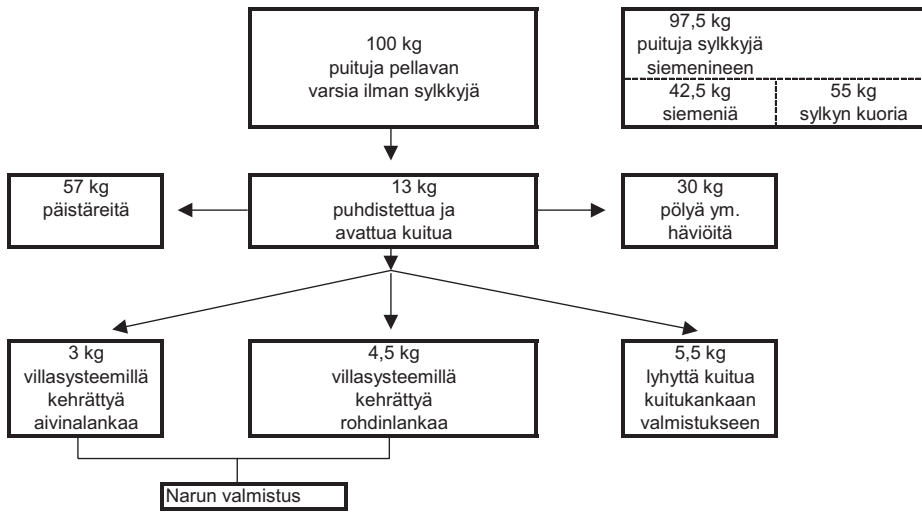 100 kg
puituja pellavan
varsia ilman sylkkyjä
97,5 kg
puituja sylkkyjä
siemenineen
42,5 kg
siemeniä
55 kg
sylkyn kuoria
57 kg
päistäreitä
13 kg
puhdistettua ja
avattua kuitua
30 kg
pölyä ym.
häviöitä
3 kg
villasysteemillä
kehrättyä
aivinalankaa
4,5 kg
villasysteemillä
kehrättyä
rohdinlankaa
5,5 kg
lyhyttä kuitua
kuitukankaan
valmistukseen
Narun valmistus